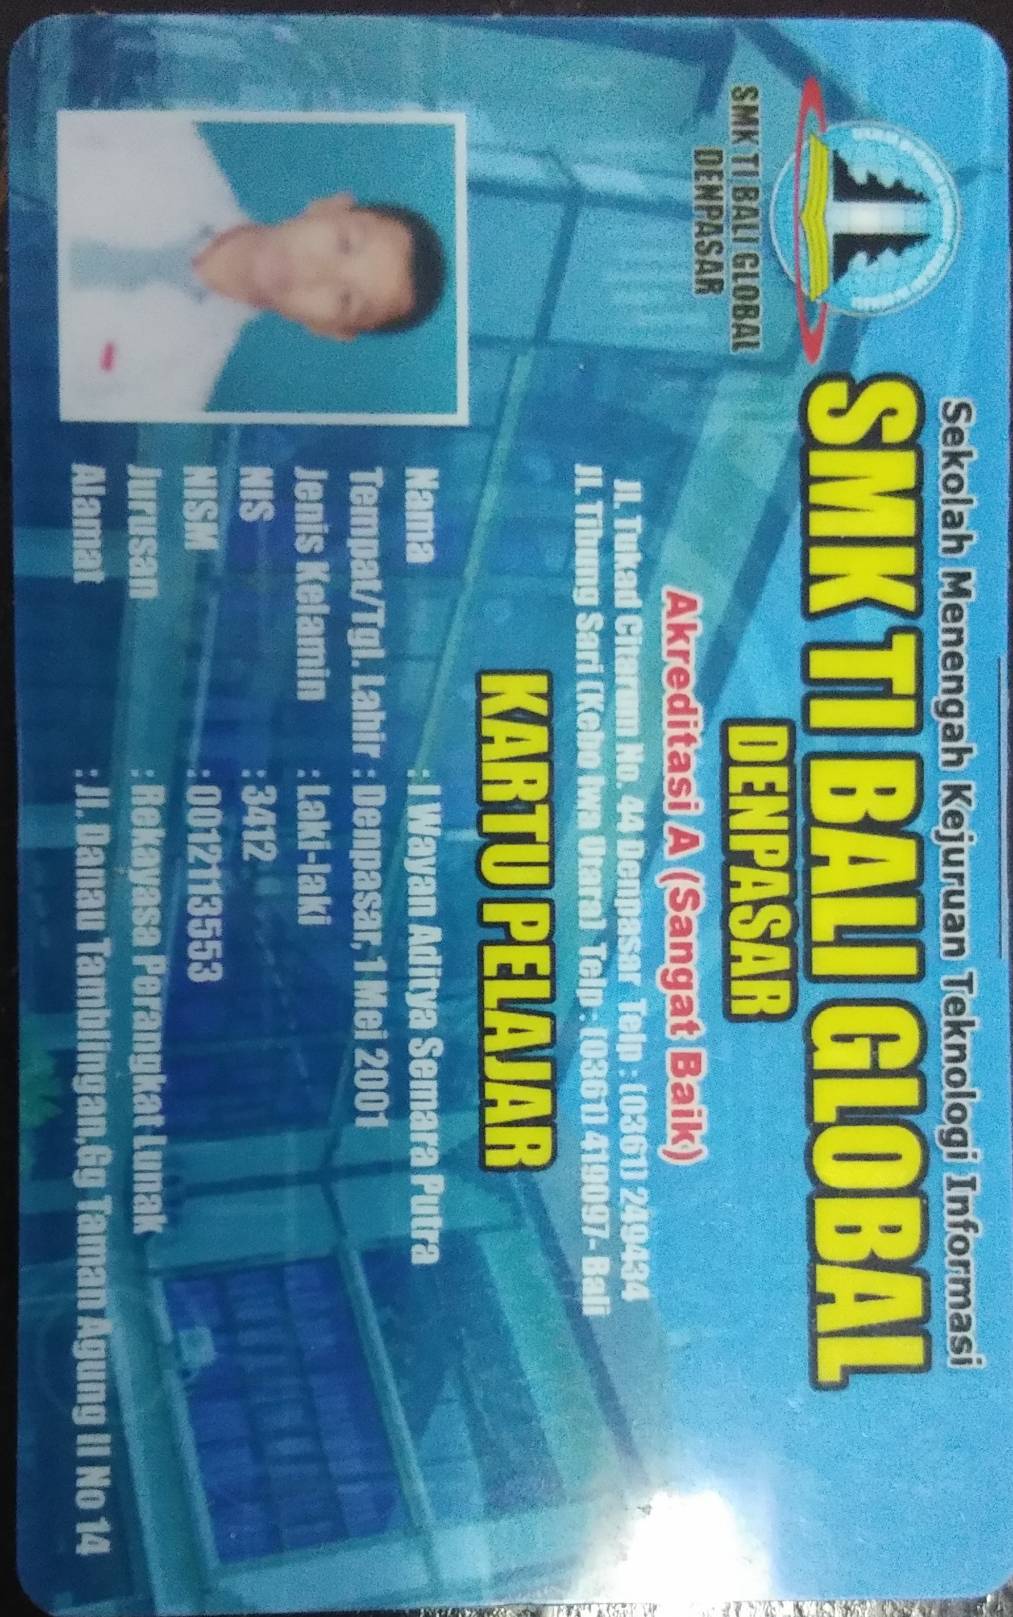 Sekolah Menengah Kejuruan Teknologi Informasi
SMK TI BALI GLOBAL
DENPASAR
SMK TI BALI GLOBAL
DENPASAR
Akreditasi A (Sangat Baik)
Jl. Tukad Citarum No. 44 Denpasar Telp : (0361) 249434
Jl. Tibung Sari (Kebo Iwa Utara) Telp : (0361) 419097 - Bali
KARTU PELAJAR
Nama : I Wayan Aditya Semara Putra
Tempat/Tgl. Lahir : Denpasar, 1 Mei 2001
Jenis Kelamin : Laki-laki
NIS : 3412
NISM : 0012113553
Jurusan : Rekayasa Perangkat Lunak
Alamat : Jl. Danau Tamblingan,Gg Taman Agung II No 14